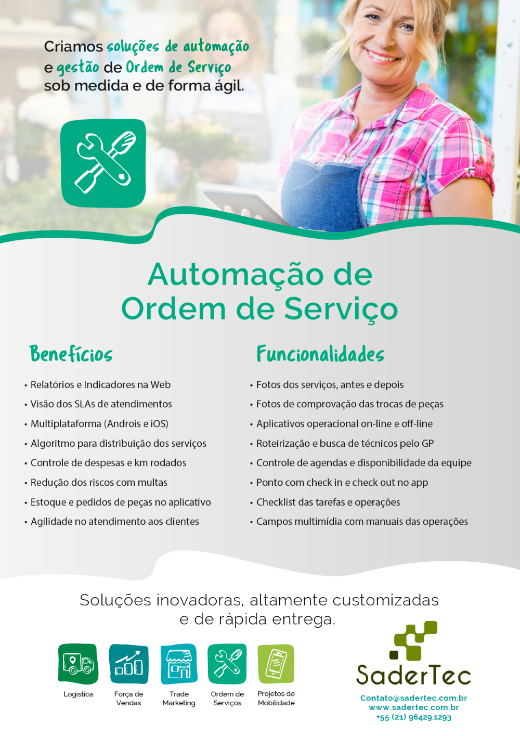 Criamos soluções de automação
e gestão de Ordem de Serviço
sob medida e de forma ágil.
Automação de
Ordem de Serviço
Benefícios
• Relatórios e Indicadores na Web
• Visão dos SLAs de atendimentos
• Multiplataforma (Androis e iOS)
• Algoritmo para distribuição dos serviços
• Controle de despesas e km rodados
• Redução dos riscos com multas
• Estoque e pedidos de peças no aplicativo
• Agilidade no atendimento aos clientes
Funcionalidades
• Fotos dos serviços, antes e depois
• Fotos de comprovação das trocas de peças
• Aplicativos operacional on-line e off-line
• Roteirização e busca de técnicos pelo GP
• Controle de agendas e disponibilidade da equipe
• Ponto com check in e check out no app
• Checklist das tarefas e operações
• Campos multimídia com manuais das operações
Soluções inovadoras, altamente customizadas
e de rápida entrega.
Logística
Força de
Vendas
Trade
Marketing
Ordem de
Serviços
Projetos de
Mobilidade
SaderTec
Contato@sadertec.com.br
www.sadertec.com.br
+55 (21) 96429.1293